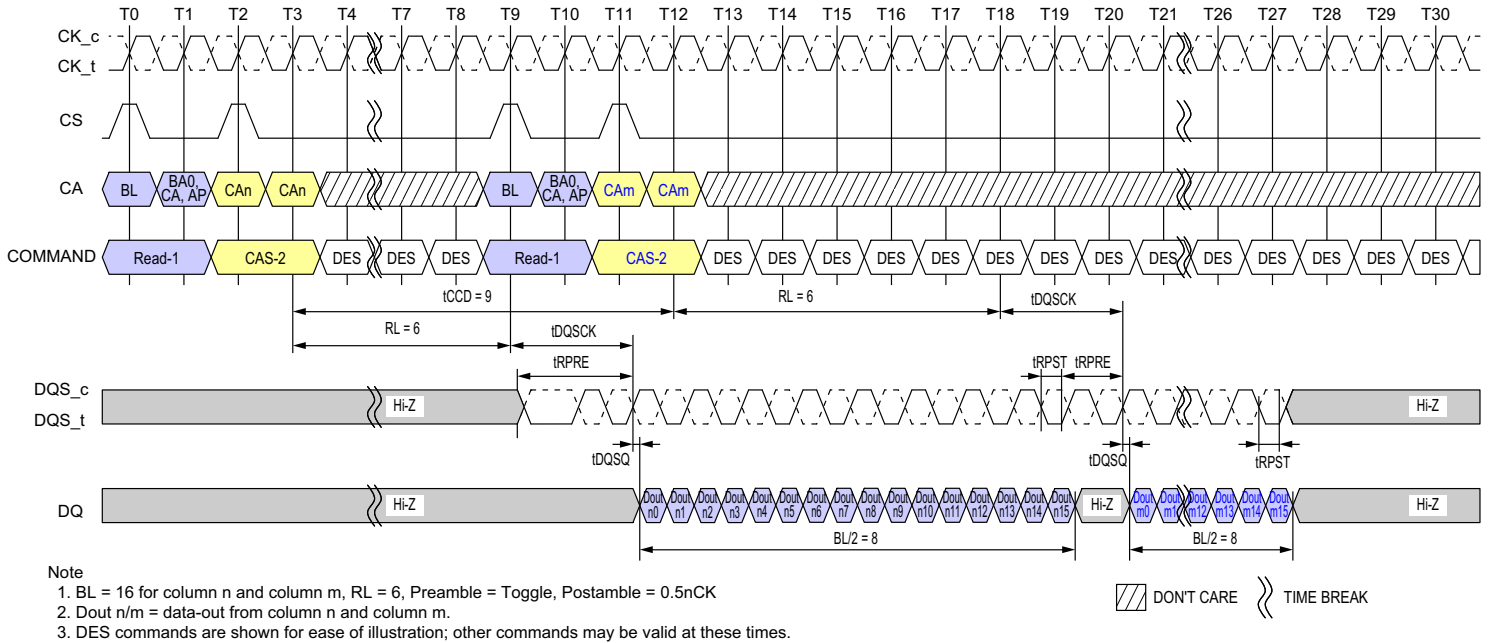 T0 T1 T2 T3 T4 T7 T8 T9 T10 T11 T12 T13 T14 T15 T16 T17 T18 T19 T20 T21 T26 T27 T28 T29 T30
CK_c
CK_t
CS
CA BL BA0, CA, AP CAn CAn BL BA0, CA, AP CAm CAm
COMMAND Read-1 CAS-2 DES DES DES Read-1 CAS-2 DES DES DES DES DES DES DES DES DES DES DES DES DES DES
tCCD = 9 RL = 6 tDQSCK
RL = 6 tDQSCK
tRPRE tRPST tRPRE
DQS_c
DQS_t
Hi-Z Hi-Z
tDQSQ tDQSQ tRPST
DQ Hi-Z Dout n0 Dout n1 Dout n2 Dout n3 Dout n4 Dout n5 Dout n6 Dout n7 Dout n8 Dout n9 Dout n10 Dout n11 Dout n12 Dout n13 Dout n14 Dout n15 Hi-Z Dout m0 Dout m1 Dout m12 Dout m13 Dout m14 Dout m15 Hi-Z
BL/2 = 8 BL/2 = 8
Note
1. BL = 16 for column n and column m, RL = 6, Preamble = Toggle, Postamble = 0.5nCK
2. Dout n/m = data-out from column n and column m.
3. DES commands are shown for ease of illustration; other commands may be valid at these times.
DON'T CARE TIME BREAK